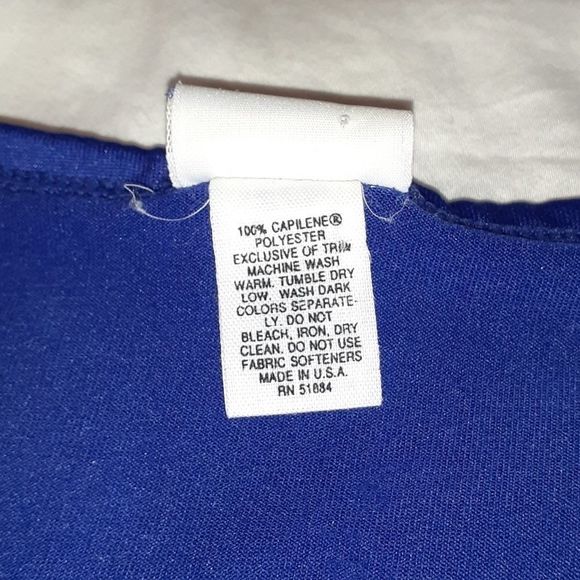 100% CAPILENE®
POLYESTER
EXCLUSIVE OF TRIM
MACHINE WASH
WARM. TUMBLE DRY
LOW. WASH DARK
COLORS SEPARATE-
LY. DO NOT
BLEACH, IRON, DRY
CLEAN. DO NOT USE
FABRIC SOFTENERS
MADE IN U.S.A.
RN 51884